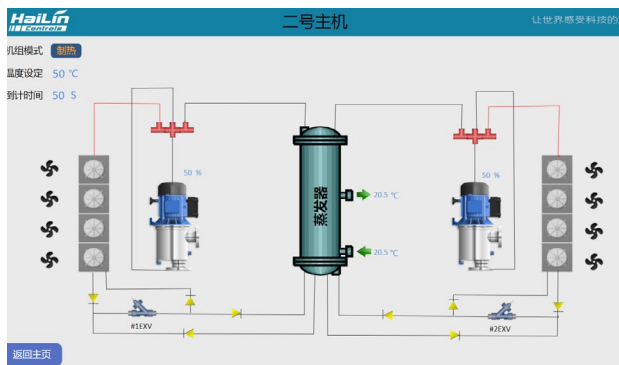 HaiLin
Controls
二号主机
让世界感受科技的
机组模式 制热
温度设定 50 ℃
倒计时间 50 S
50 %
50 %
蒸发器
20.5 ℃
20.5 ℃
#1EXV
#2EXV
返回主页